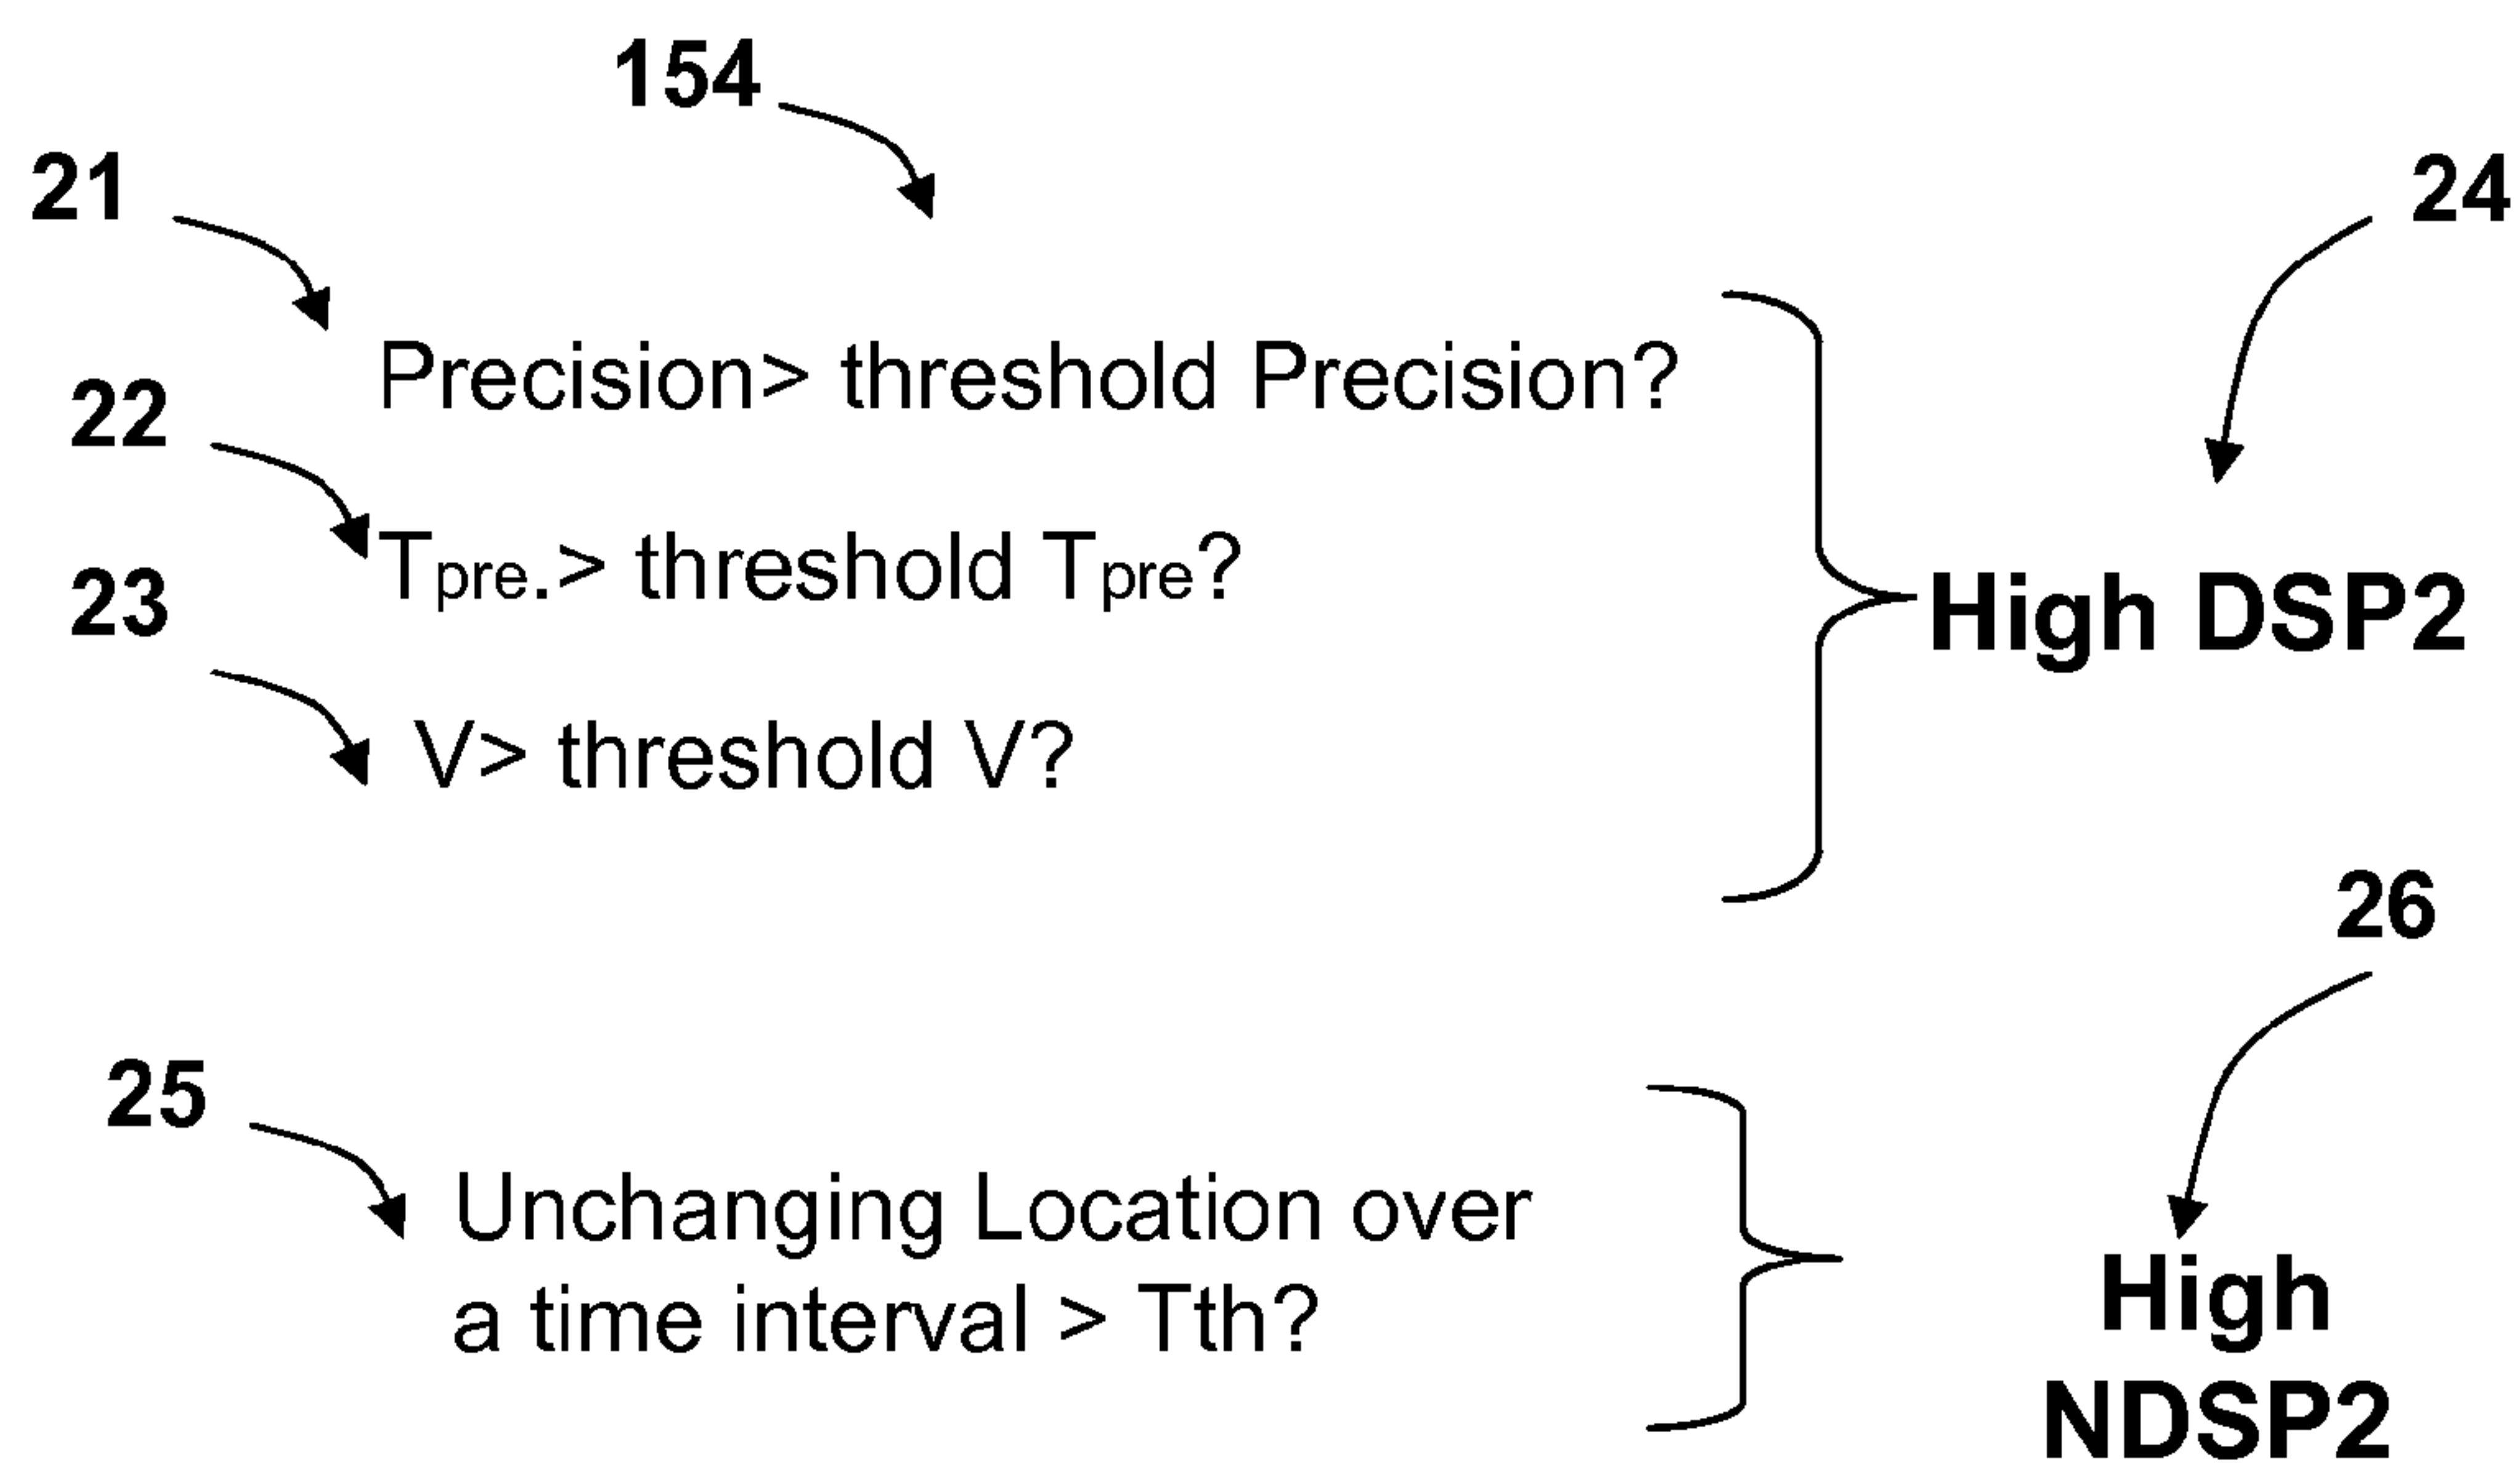 154
21
24
Precision> threshold Precision?
22
Tpre.> threshold Tpre?
23
High DSP2
V> threshold V?
26
25
Unchanging Location over
a time interval > Tth?
High
NDSP2